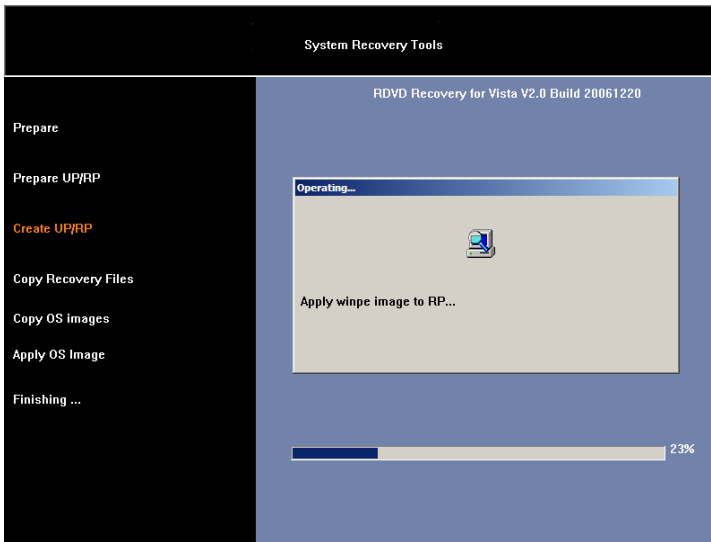 System Recovery Tools
RDVD Recovery for Vista V2.0 Build 20061220
Prepare
Prepare UP/RP
Create UP/RP
Copy Recovery Files
Copy OS images
Apply OS Image
Finishing ...
Operating...
Apply winpe image to RP...
23%